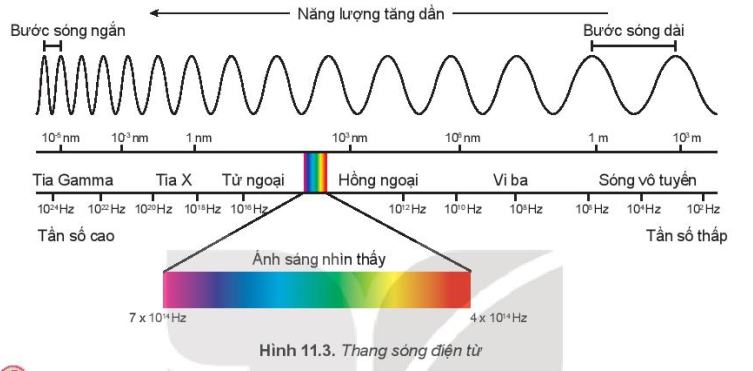 Năng lượng tăng dần
Bước sóng ngắn
Bước sóng dài
10⁻⁵ nm 10⁻³ nm 1 nm 10³ nm 10⁶ nm 1 m 10³ m
Tia Gamma Tia X Tử ngoại Hồng ngoại Vi ba Sóng vô tuyến
10²⁴ Hz 10²² Hz 10²⁰ Hz 10¹⁸ Hz 10¹⁶ Hz 10¹² Hz 10¹⁰ Hz 10⁸ Hz 10⁶ Hz 10⁴ Hz 10² Hz
Tần số cao Tần số thấp
Ánh sáng nhìn thấy
7 x 10¹⁴ Hz 4 x 10¹⁴ Hz
Hình 11.3. Thang sóng điện từ